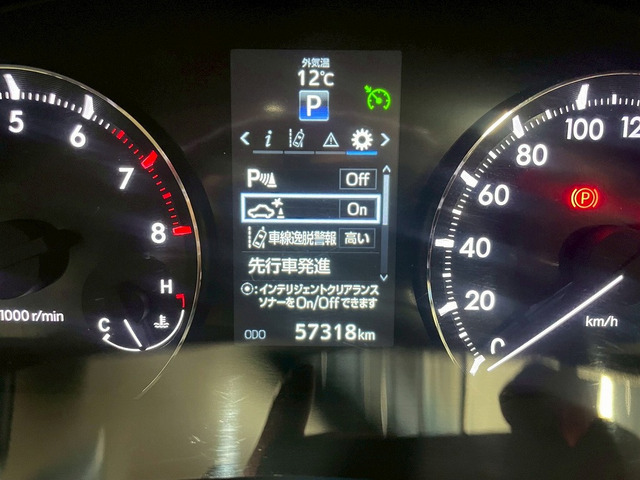 外気温
12℃
P
i
P Off
On
車線逸脱警報 高い
先行車発進
⦿:インテリジェントクリアランス
ソナーをOn/Offできます
ODO 57318km
5
6
7
8
1000 r/min
H
C
100
80
60
40
20
km/h
P